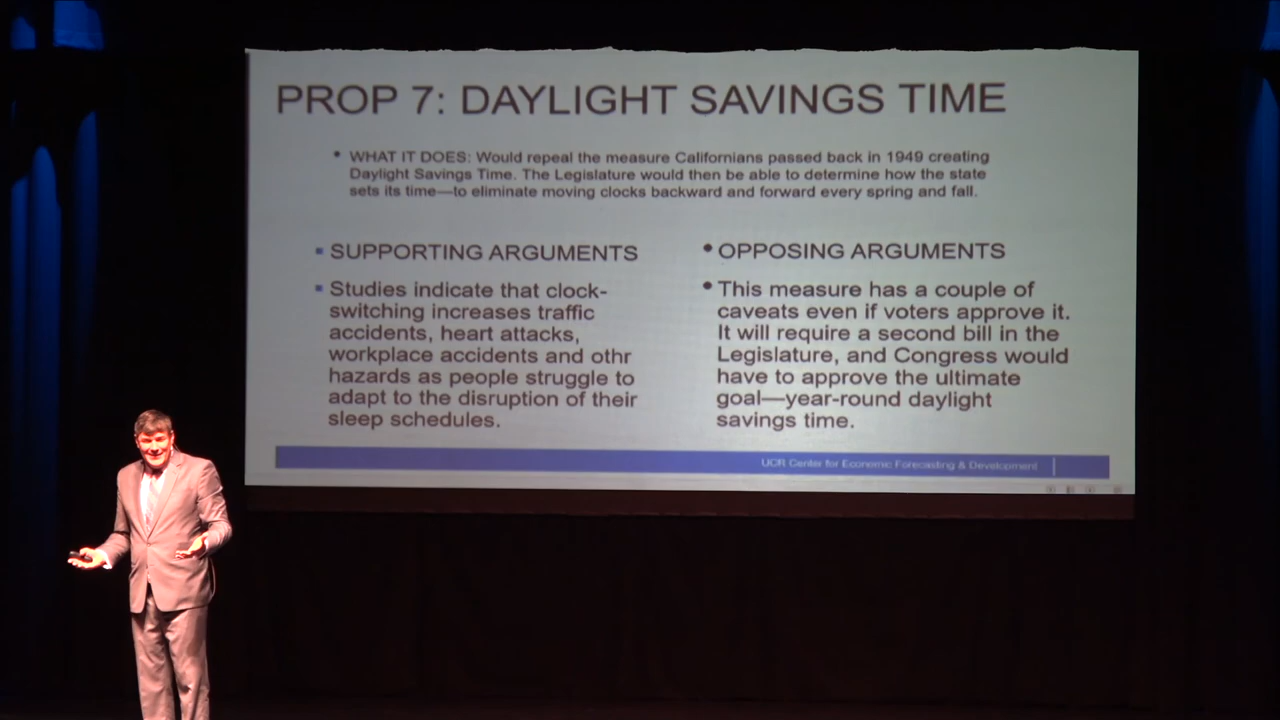 PROP 7: DAYLIGHT SAVINGS TIME
• WHAT IT DOES: Would repeal the measure Californians passed back in 1949 creating
Daylight Savings Time. The Legislature would then be able to determine how the state
sets its time—to eliminate moving clocks backward and forward every spring and fall.
▪ SUPPORTING ARGUMENTS
▪ Studies indicate that clock-
switching increases traffic
accidents, heart attacks,
workplace accidents and othr
hazards as people struggle to
adapt to the disruption of their
sleep schedules.
• OPPOSING ARGUMENTS
• This measure has a couple of
caveats even if voters approve it.
It will require a second bill in the
Legislature, and Congress would
have to approve the ultimate
goal—year-round daylight
savings time.
UCR Center for Economic Forecasting & Development